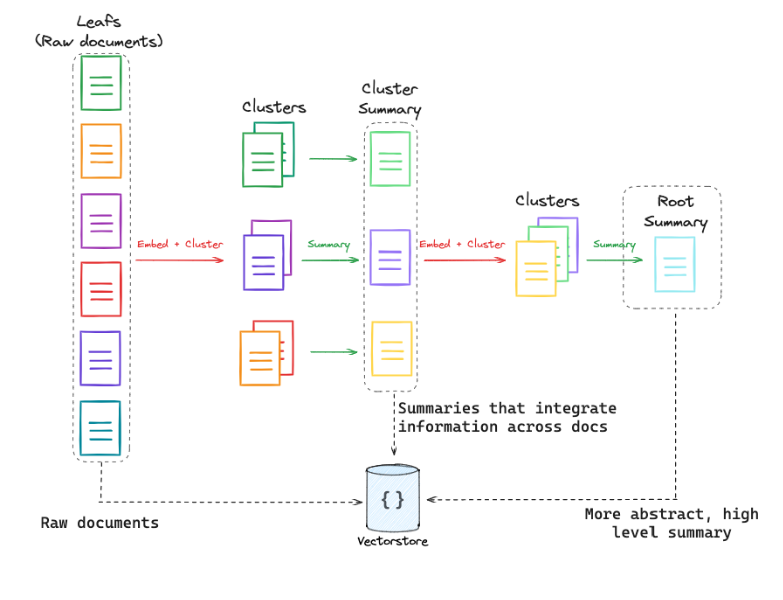 Leafs
(Raw documents)
Clusters
Cluster
Summary
Clusters
Root
Summary
Embed + Cluster
Summary
Embed + Cluster
Summary
Summaries that integrate
information across docs
{}
Vectorstore
Raw documents
More abstract, high
level summary